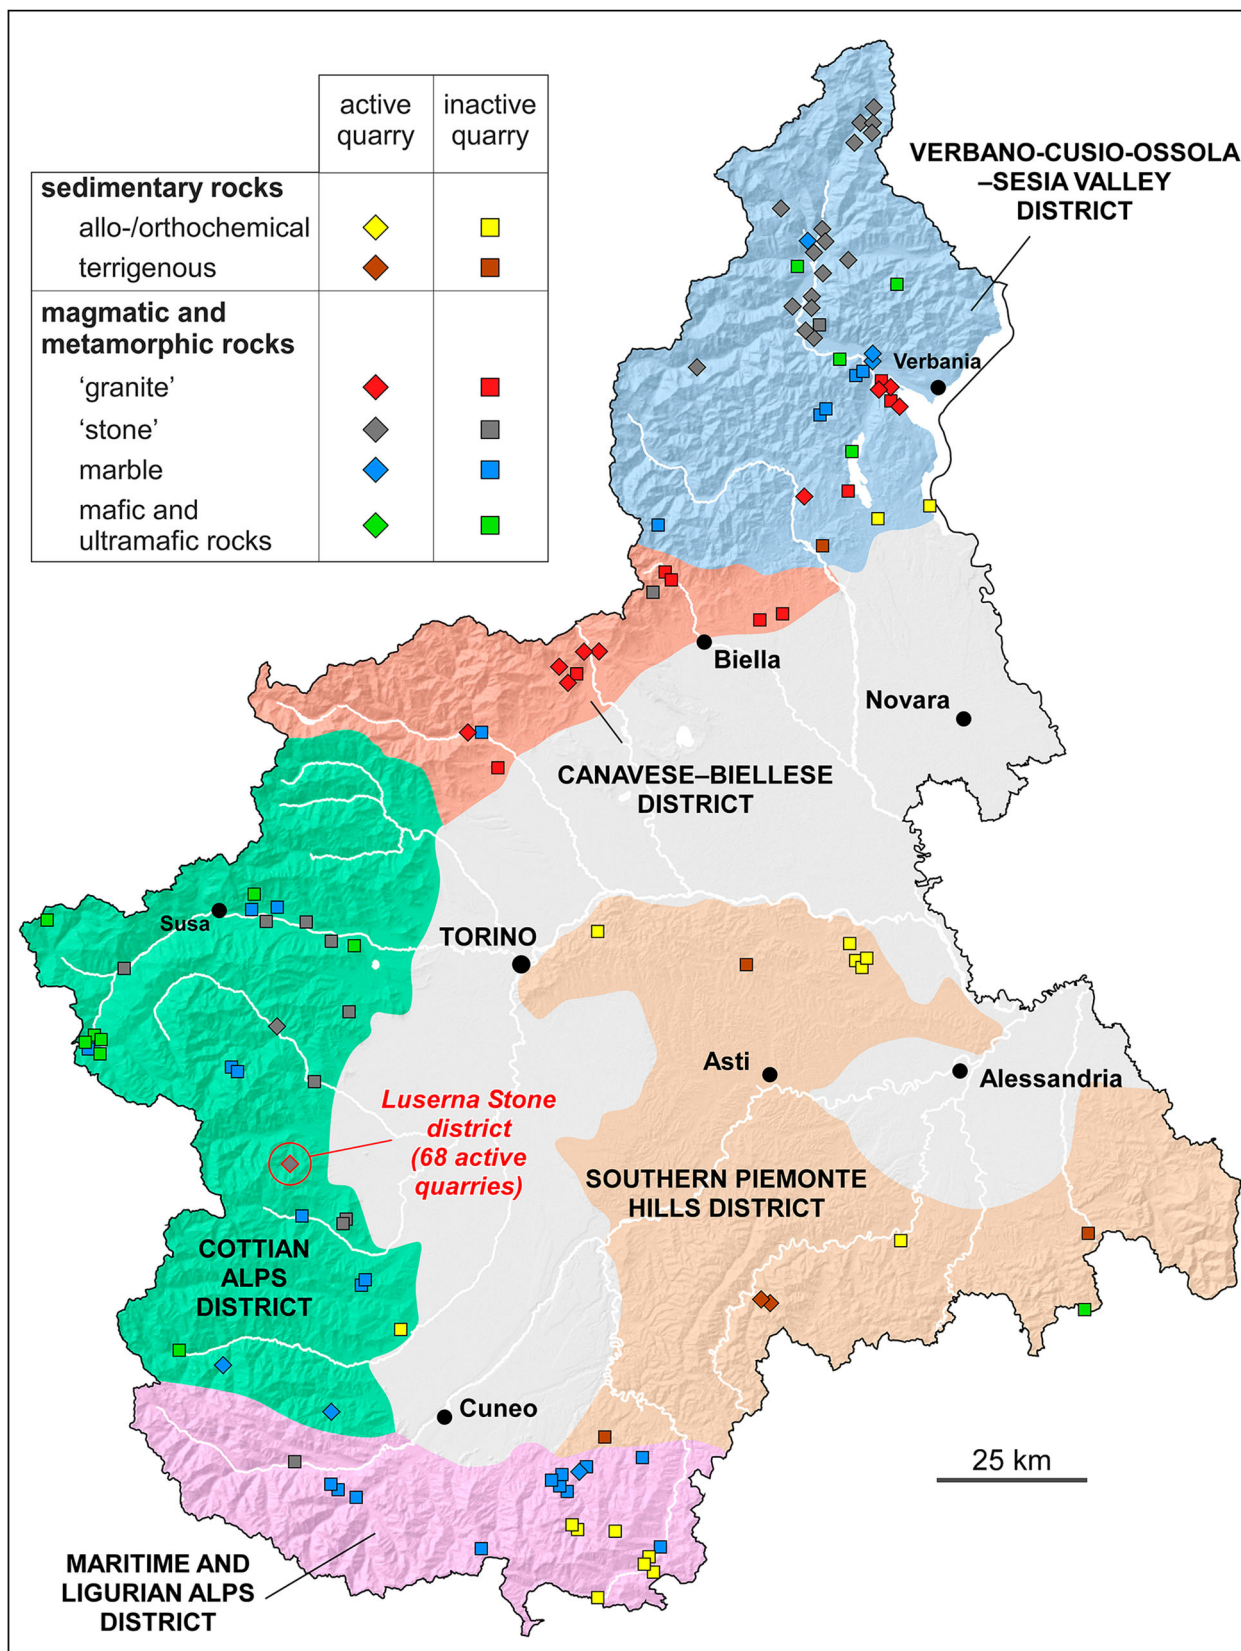 active
quarry
inactive
quarry
sedimentary rocks
allo-/orthochemical
terrigenous
magmatic and
metamorphic rocks
‘granite’
‘stone’
marble
mafic and
ultramafic rocks
VERBANO-CUSIO-OSSOLA
–SESIA VALLEY
DISTRICT
Verbania
Biella
Novara
CANAVESE–BIELLESE
DISTRICT
Susa
TORINO
Asti
Alessandria
Luserna Stone
district
(68 active
quarries)
SOUTHERN PIEMONTE
HILLS DISTRICT
COTTIAN
ALPS
DISTRICT
Cuneo
25 km
MARITIME AND
LIGURIAN ALPS
DISTRICT